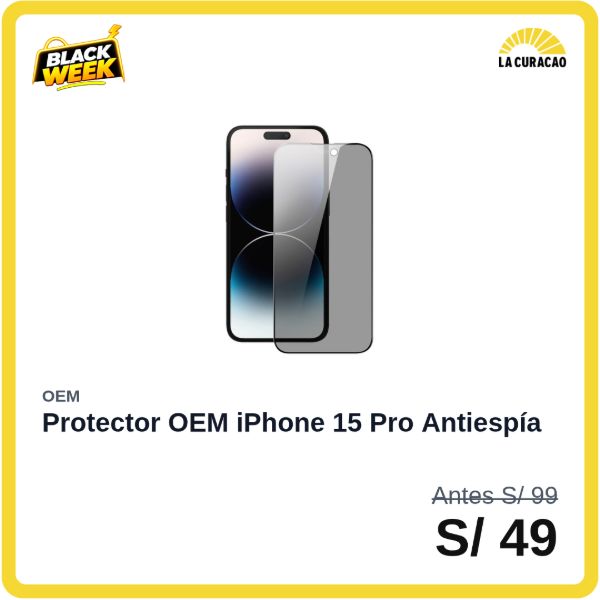 BLACK
WEEK
LA CURACAO
OEM
Protector OEM iPhone 15 Pro Antiespía
Antes S/ 99
S/ 49